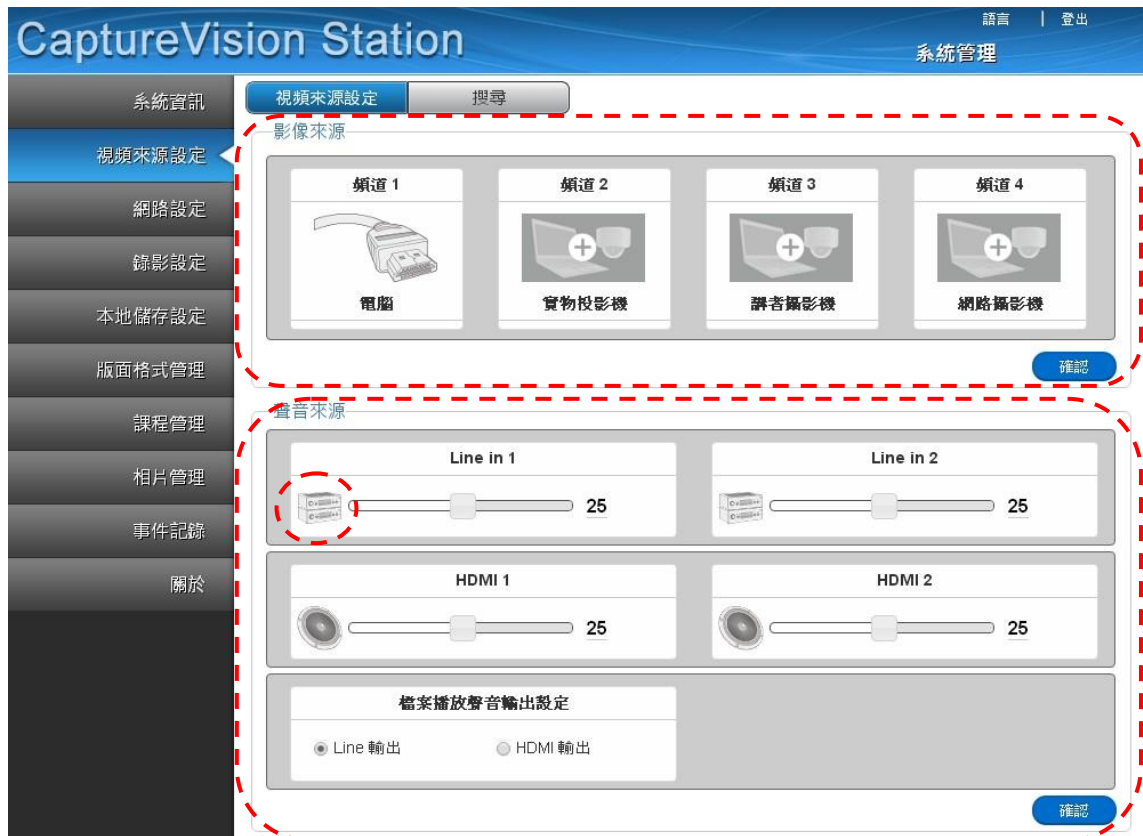 CaptureVision Station
語言 | 登出
系統管理
系統資訊
視頻來源設定
網路設定
錄影設定
本地儲存設定
版面格式管理
課程管理
相片管理
事件記錄
關於
視頻來源設定 搜尋
影像來源
頻道 1 頻道 2 頻道 3 頻道 4
電腦 實物投影機 講者攝影機 網路攝影機
確認
聲音來源
Line in 1 Line in 2
25 25
HDMI 1 HDMI 2
25 25
檔案播放聲音輸出設定
Line 輸出 HDMI 輸出
確認